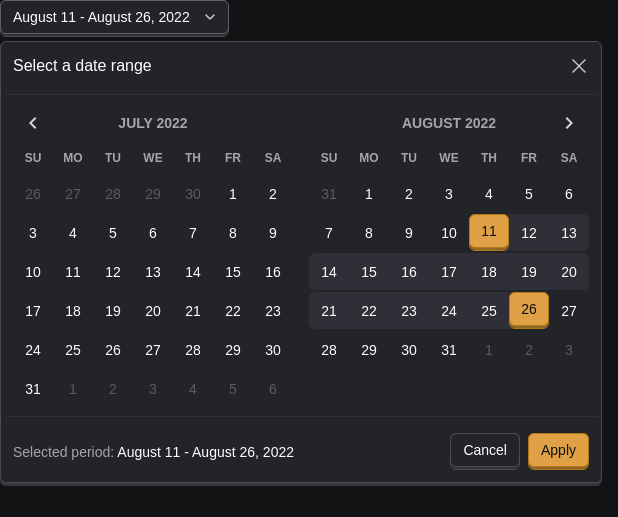 August 11 - August 26, 2022
Select a date range
JULY 2022
SU MO TU WE TH FR SA
26 27 28 29 30 1 2
3 4 5 6 7 8 9
10 11 12 13 14 15 16
17 18 19 20 21 22 23
24 25 26 27 28 29 30
31 1 2 3 4 5 6
AUGUST 2022
SU MO TU WE TH FR SA
31 1 2 3 4 5 6
7 8 9 10 11 12 13
14 15 16 17 18 19 20
21 22 23 24 25 26 27
28 29 30 31 1 2 3
Selected period: August 11 - August 26, 2022
Cancel
Apply